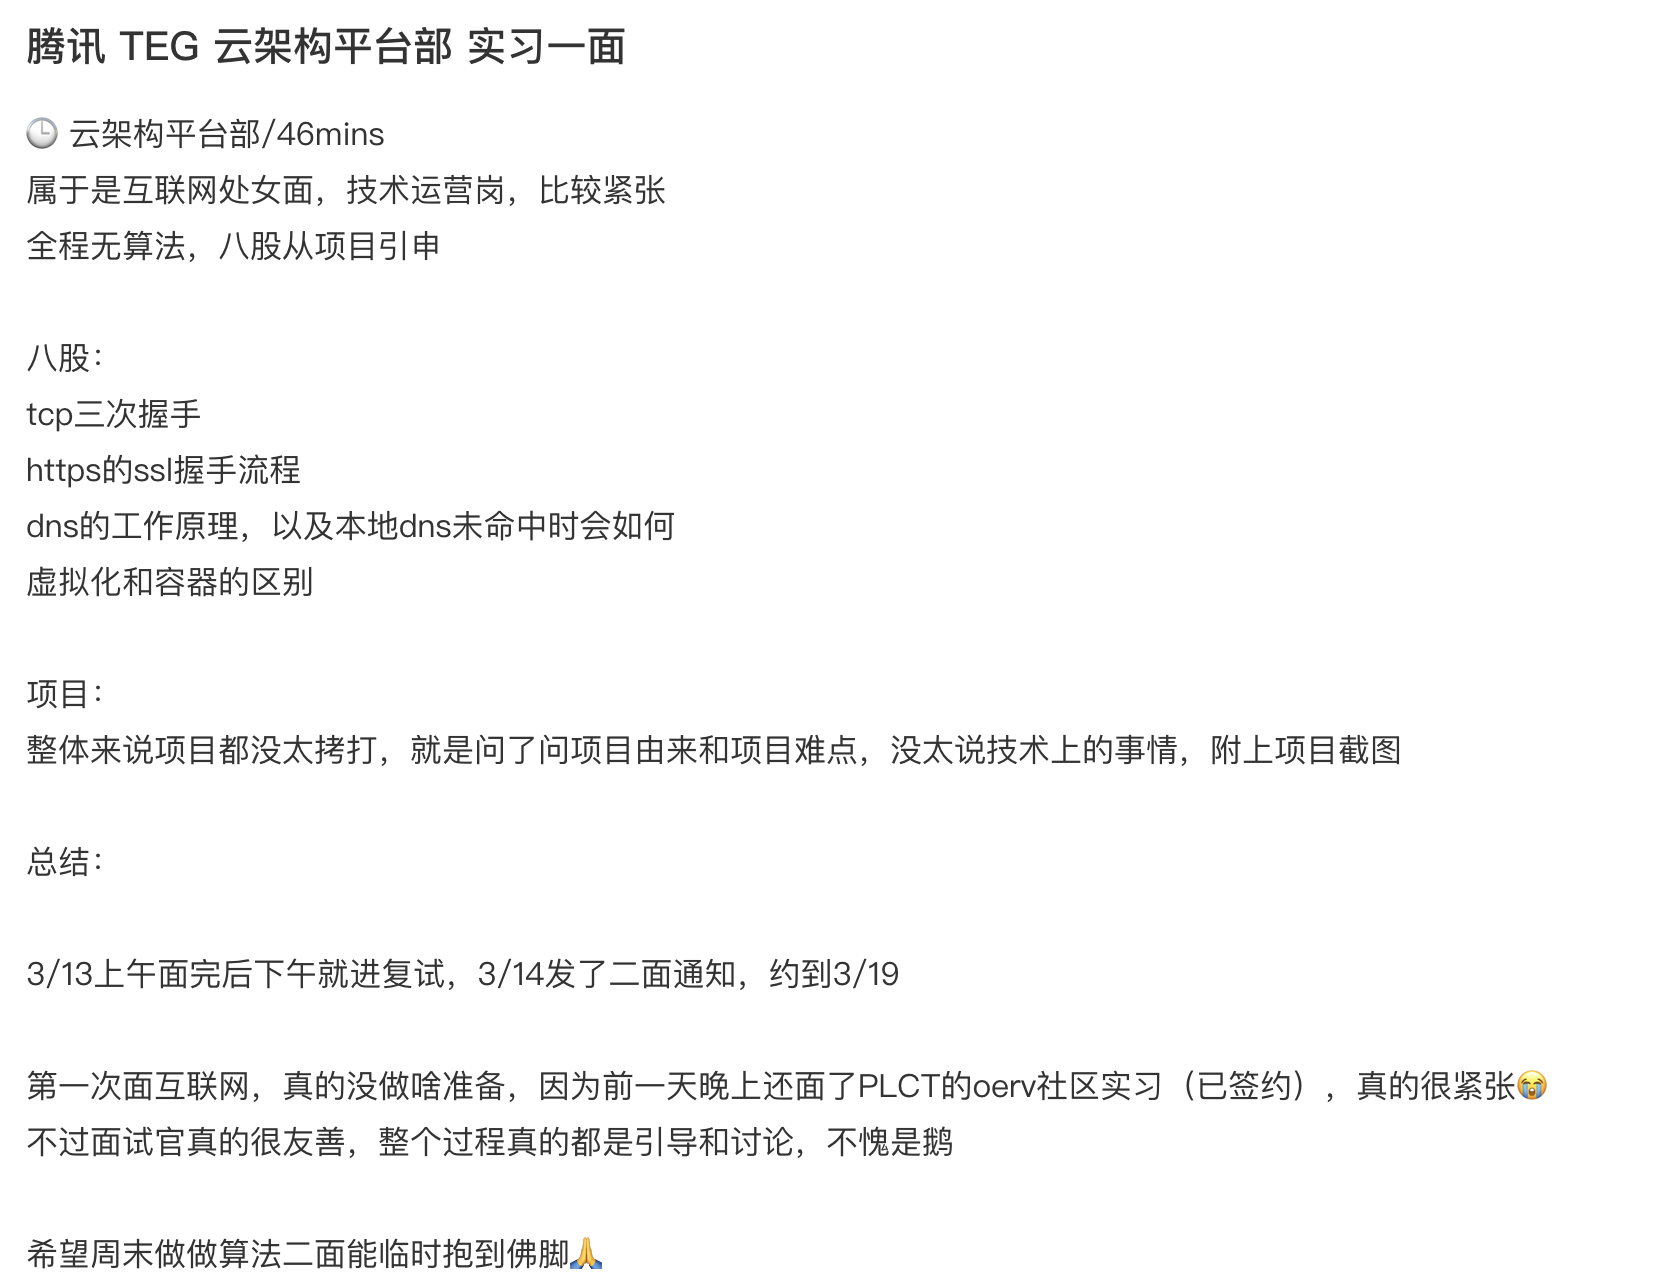 腾讯 TEG 云架构平台部 实习一面
🕒 云架构平台部/46mins
属于是互联网处女面，技术运营岗，比较紧张
全程无算法，八股从项目引申
八股：
tcp三次握手
https的ssl握手流程
dns的工作原理，以及本地dns未命中时会如何
虚拟化和容器的区别
项目：
整体来说项目都没太拷打，就是问了问项目由来和项目难点，没太说技术上的事情，附上项目截图
总结：
3/13上午面完后下午就进复试，3/14发了二面通知，约到3/19
第一次面互联网，真的没做啥准备，因为前一天晚上还面了PLCT的oerv社区实习（已签约），真的很紧张😭
不过面试官真的很友善，整个过程真的都是引导和讨论，不愧是鹅
希望周末做做算法二面能临时抱到佛脚🙏